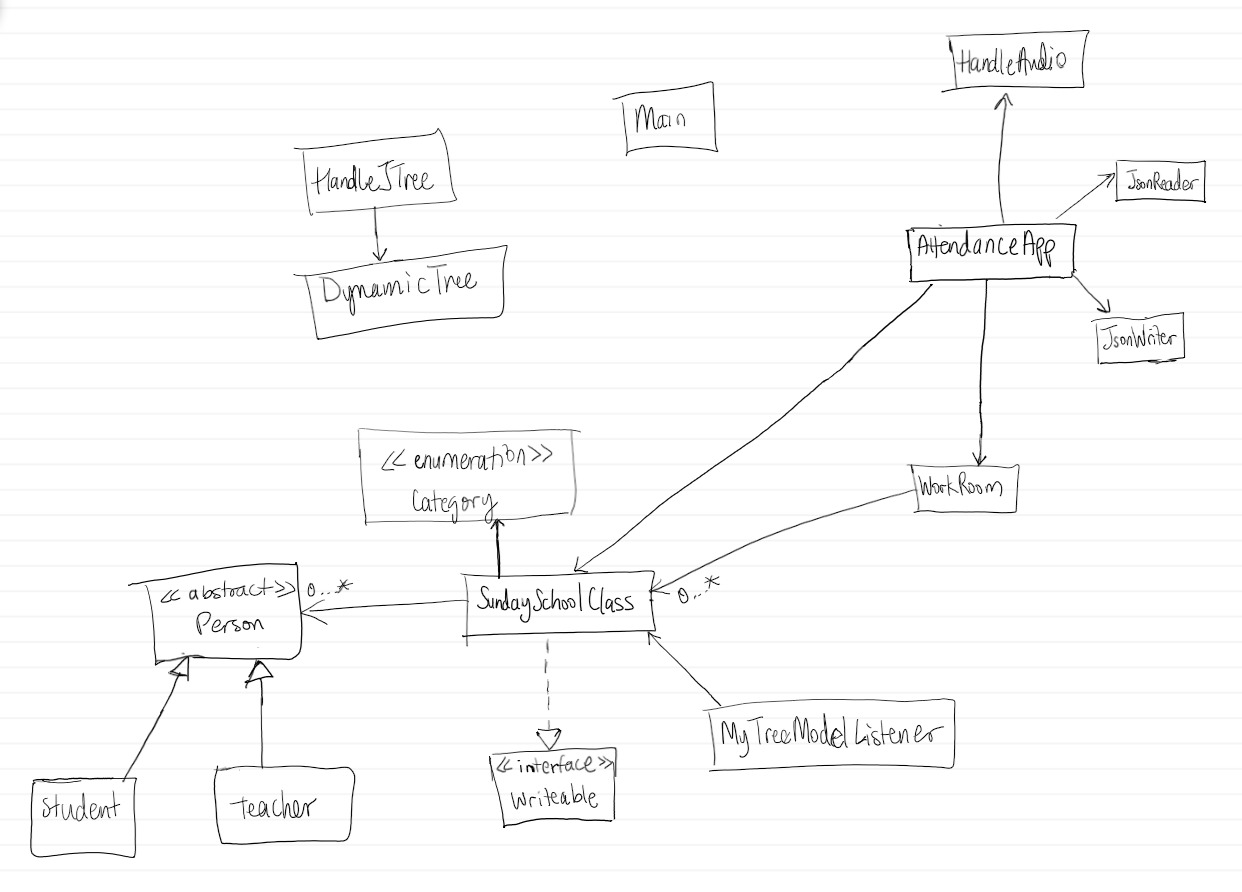 HandleAudio
Main
HandleJTree
JsonReader
AttendanceApp
DynamicTree
JsonWriter
<< enumeration >>
Category
WorkRoom
<< abstract >>
Person
0...*
SundaySchoolClass
0...*
MyTreeModelListener
<< interface >>
Writeable
Student
Teacher